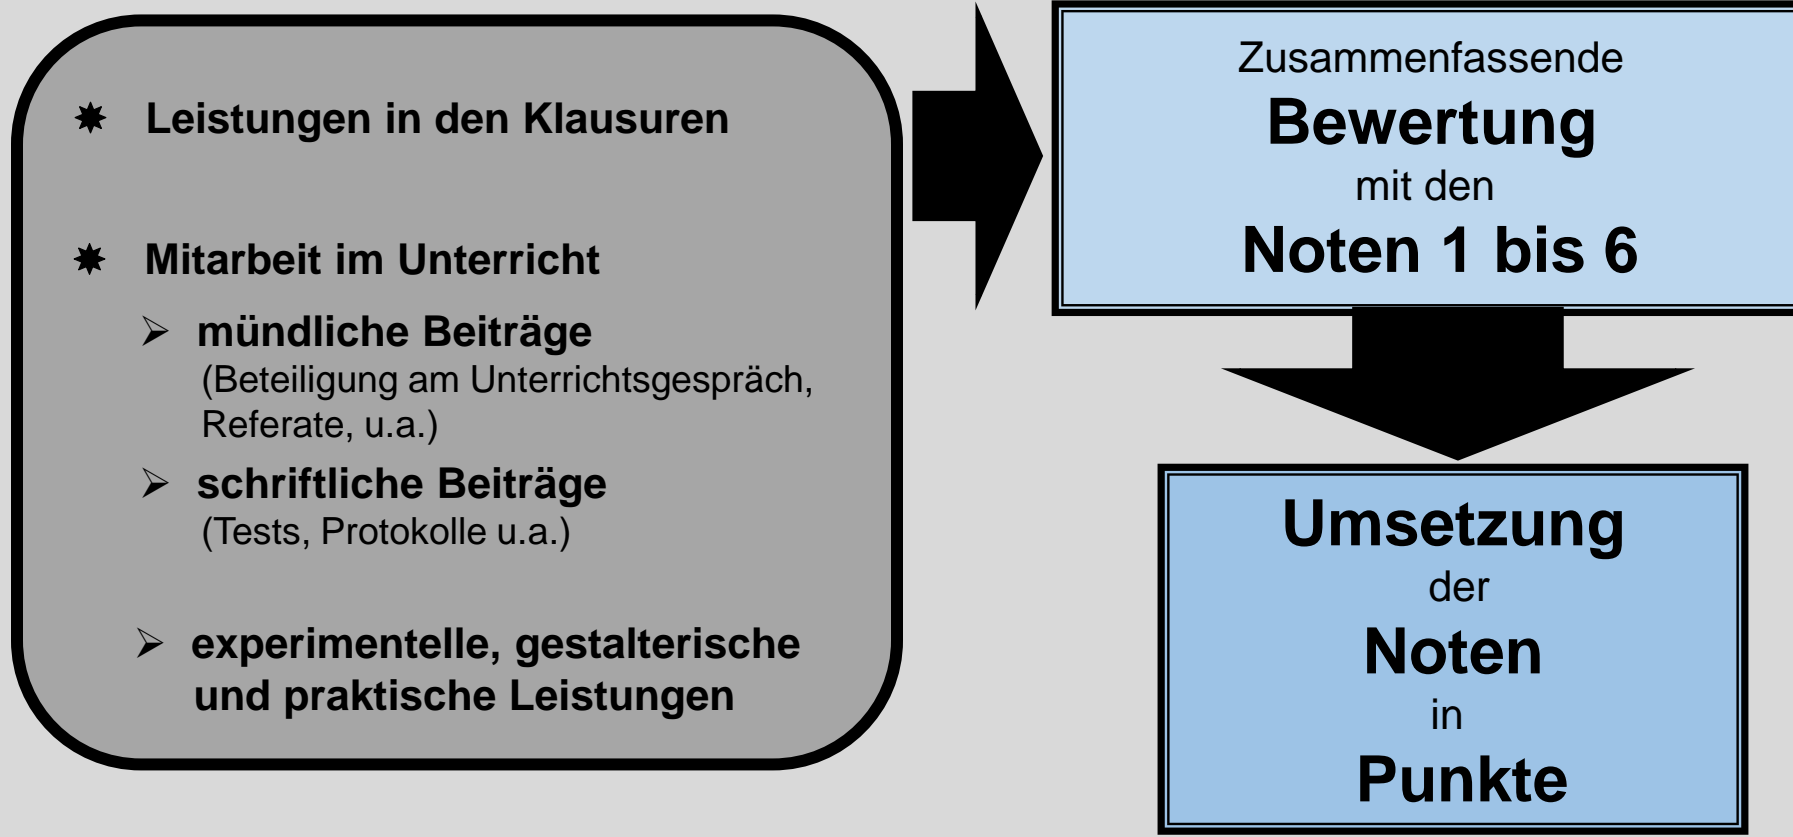 Leistungen in den Klausuren
Mitarbeit im Unterricht
mündliche Beiträge
(Beteiligung am Unterrichtsgespräch,
Referate, u.a.)
schriftliche Beiträge
(Tests, Protokolle u.a.)
experimentelle, gestalterische
und praktische Leistungen
Zusammenfassende
Bewertung
mit den
Noten 1 bis 6
Umsetzung
der
Noten
in
Punkte